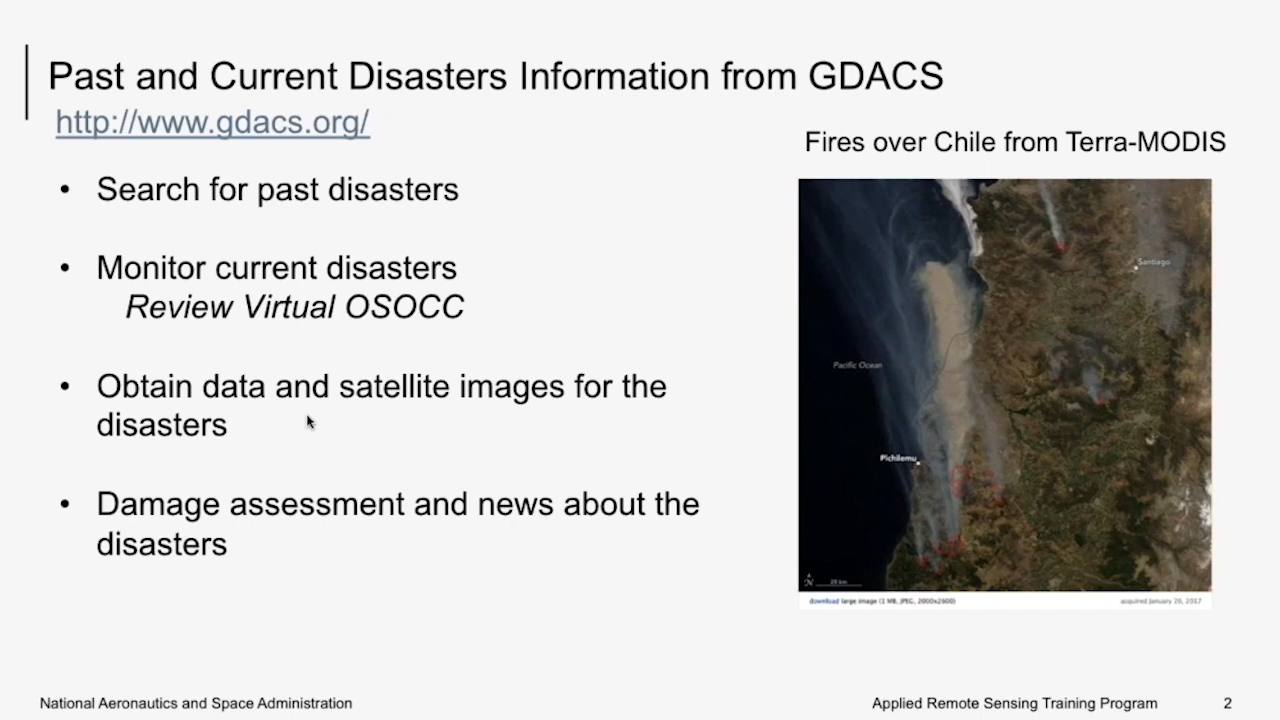 Past and Current Disasters Information from GDACS
http://www.gdacs.org/
Fires over Chile from Terra-MODIS
• Search for past disasters
• Monitor current disasters
Review Virtual OSOCC
• Obtain data and satellite images for the
disasters
• Damage assessment and news about the
disasters
Santiago
Pacific Ocean
Pichilemu
N
20 km
download large image (1 MB, JPEG, 2000x2600)
acquired January 20, 2017
National Aeronautics and Space Administration
Applied Remote Sensing Training Program
2